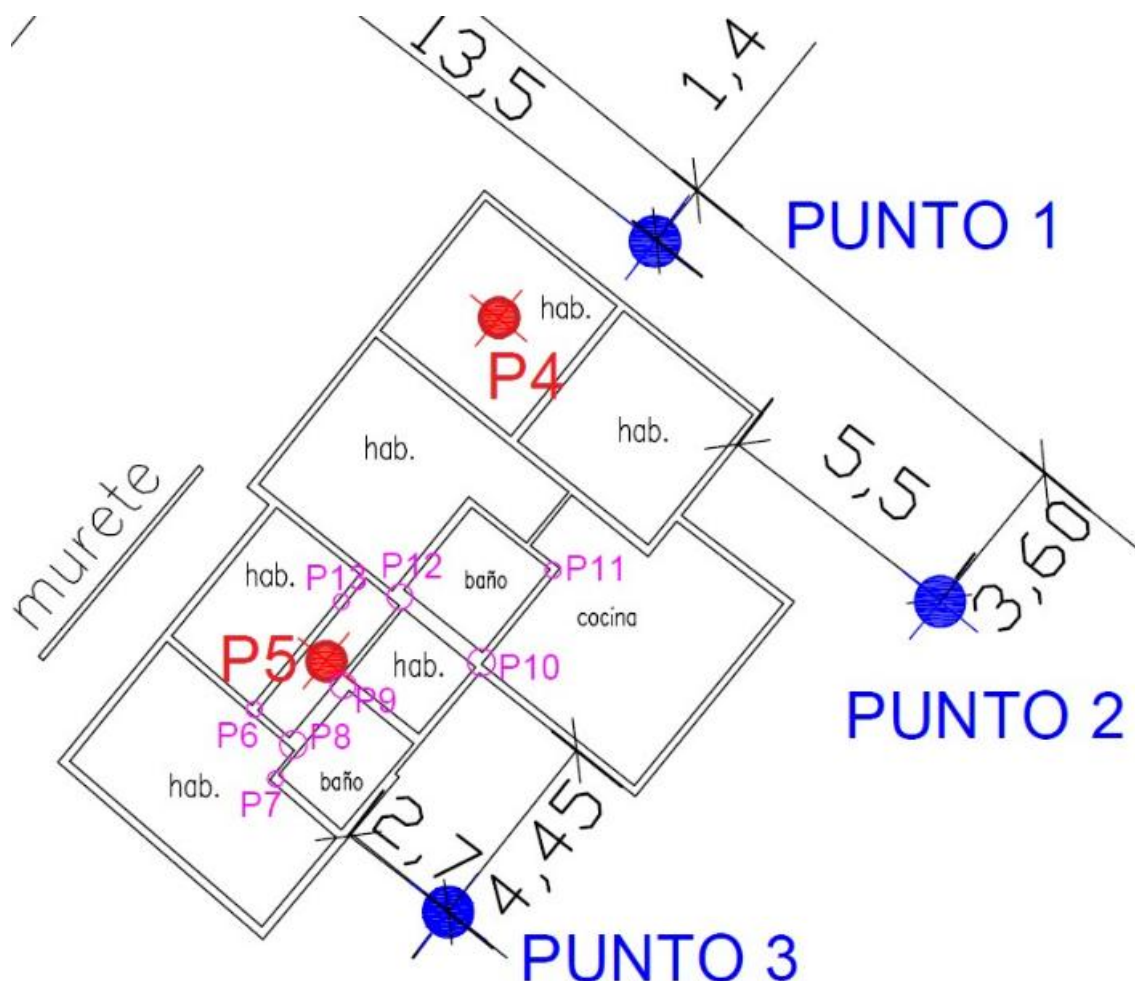 13,5
1,4
PUNTO 1
hab.
P4
hab.
hab.
5,5
3,60
murete
hab.
P13
P12
baño
P11
cocina
P5
hab.
P10
P9
P6
P8
PUNTO 2
hab.
P7
baño
2,7
4,45
PUNTO 3